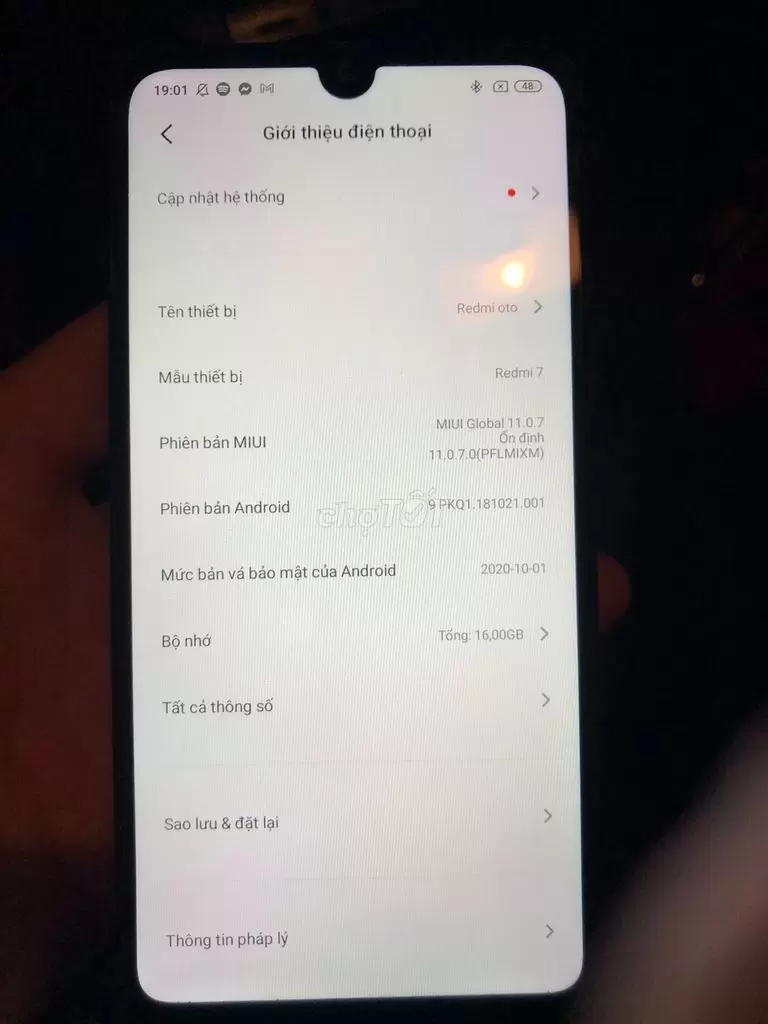 19:01 48
Giới thiệu điện thoại
Cập nhật hệ thống
Tên thiết bị Redmi oto
Mẫu thiết bị Redmi 7
Phiên bản MIUI MIUI Global 11.0.7
Ổn định
11.0.7.0(PFLMIXM)
Phiên bản Android 9 PKQ1.181021.001
chợTỐT
Mức bản vá bảo mật của Android 2020-10-01
Bộ nhớ Tổng: 16,00GB
Tất cả thông số
Sao lưu & đặt lại
Thông tin pháp lý